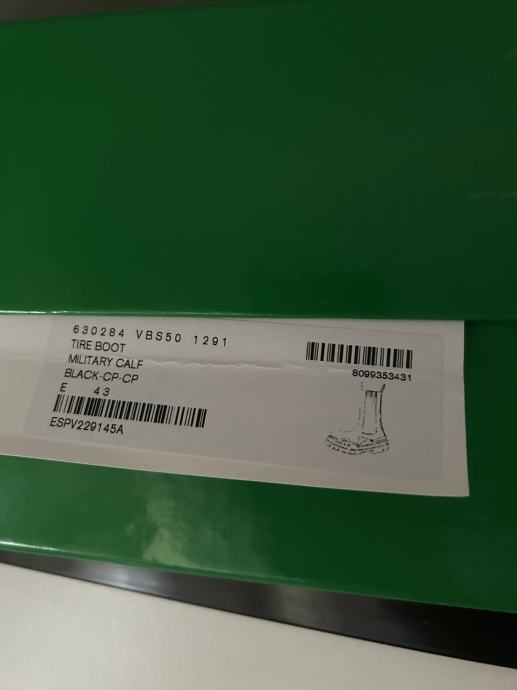 630284 VBS50 1291
TIRE BOOT
MILITARY CALF
BLACK-CP-CP
E 43
ESPV229145A
8099353431